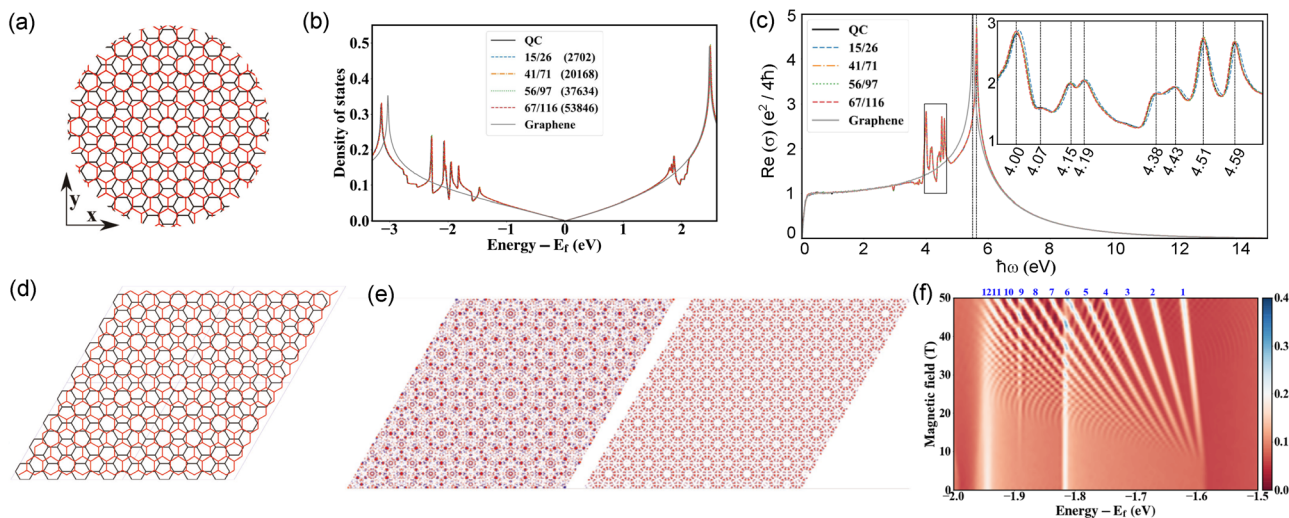 (a)
y
x
(b)
Density of states
0.5
0.4
0.3
0.2
0.1
0.0
QC
15/26 (2702)
41/71 (20168)
56/97 (37634)
67/116 (53846)
Graphene
−3 −2 −1 0 1 2
Energy − E_f (eV)
(c)
Re (σ) (e² / 4ħ)
5
4
3
2
1
0
QC
15/26
41/71
56/97
67/116
Graphene
3
2
1
4.00 4.07 4.15 4.19 4.38 4.43 4.51 4.59
0 2 4 6 8 10 12 14
ħω (eV)
(d)
(e)
(f)
12 11 10 9 8 7 6 5 4 3 2 1
Magnetic field (T)
50
40
30
20
10
0
−2.0 −1.9 −1.8 −1.7 −1.6 −1.5
Energy − E_f (eV)
0.4
0.3
0.2
0.1
0.0